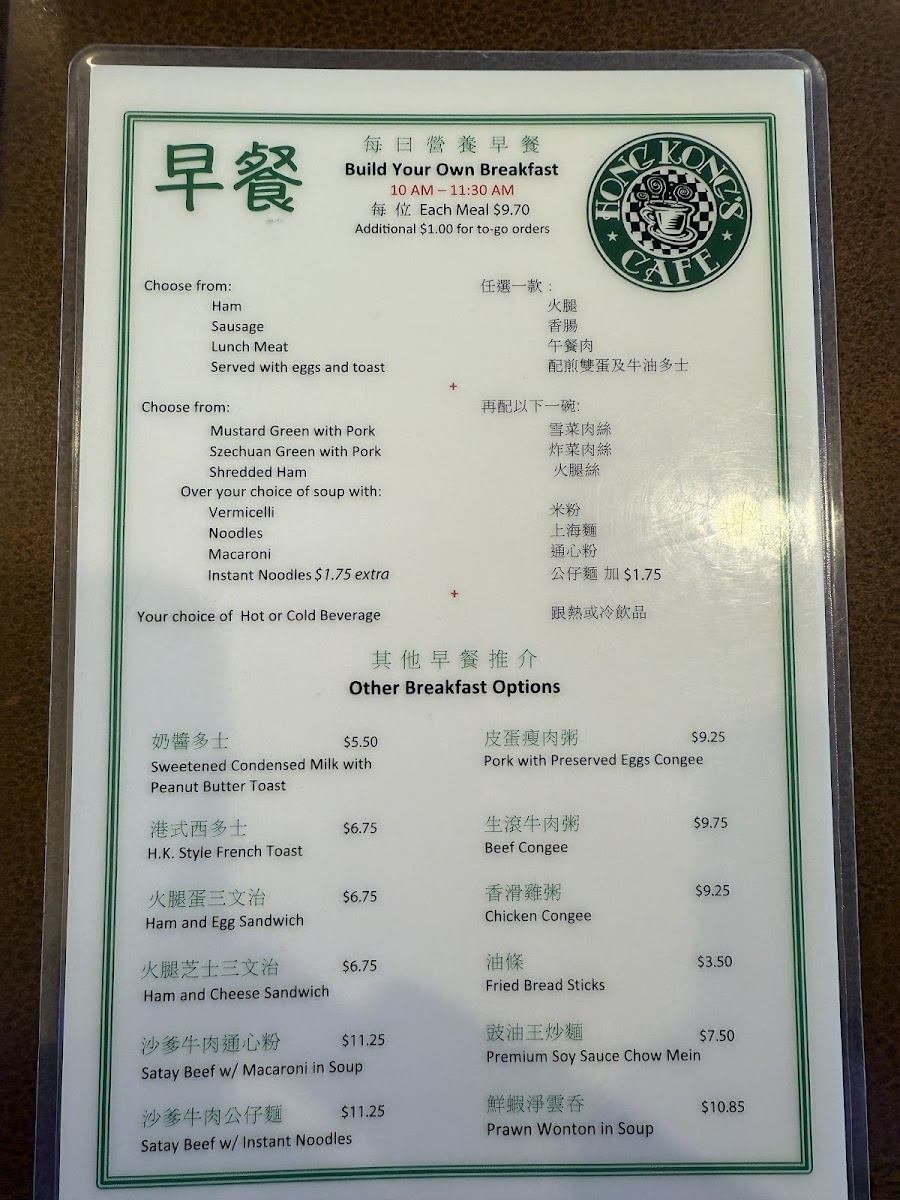 早餐
每日營養早餐
Build Your Own Breakfast
10 AM – 11:30 AM
每 位 Each Meal $9.70
Additional $1.00 for to-go orders
HONG KONG'S
CAFE
Choose from: 任選一款：
Ham 火腿
Sausage 香腸
Lunch Meat 午餐肉
Served with eggs and toast 配煎雙蛋及牛油多士
+
Choose from: 再配以下一碗:
Mustard Green with Pork 雪菜肉絲
Szechuan Green with Pork 炸菜肉絲
Shredded Ham 火腿絲
Over your choice of soup with:
Vermicelli 米粉
Noodles 上海麵
Macaroni 通心粉
Instant Noodles $1.75 extra 公仔麵 加 $1.75
+
Your choice of Hot or Cold Beverage 跟熱或冷飲品
其他早餐推介
Other Breakfast Options
奶醬多士 $5.50
Sweetened Condensed Milk with
Peanut Butter Toast
港式西多士 $6.75
H.K. Style French Toast
火腿蛋三文治 $6.75
Ham and Egg Sandwich
火腿芝士三文治 $6.75
Ham and Cheese Sandwich
沙爹牛肉通心粉 $11.25
Satay Beef w/ Macaroni in Soup
沙爹牛肉公仔麵 $11.25
Satay Beef w/ Instant Noodles
皮蛋瘦肉粥 $9.25
Pork with Preserved Eggs Congee
生滾牛肉粥 $9.75
Beef Congee
香滑雞粥 $9.25
Chicken Congee
油條 $3.50
Fried Bread Sticks
豉油王炒麵 $7.50
Premium Soy Sauce Chow Mein
鮮蝦淨雲吞 $10.85
Prawn Wonton in Soup